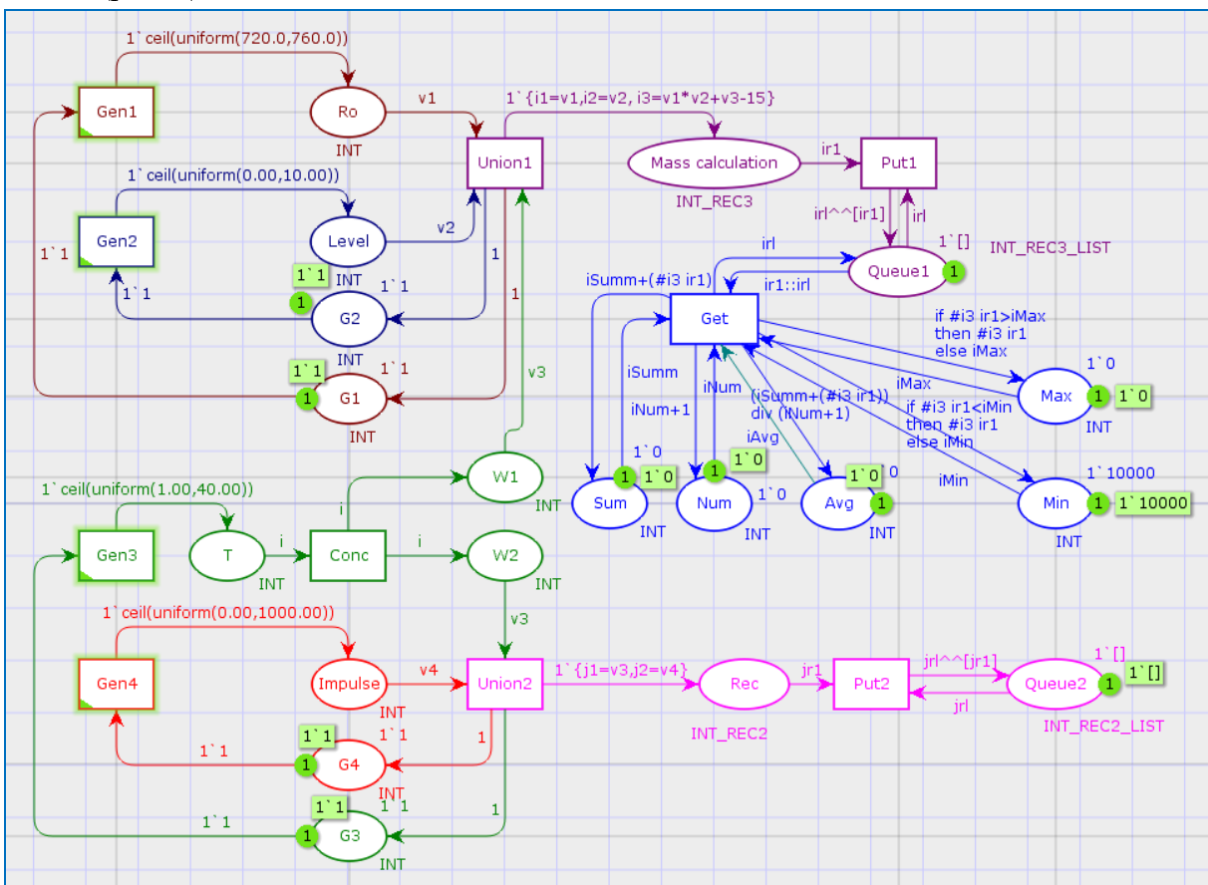 1`ceil(uniform(720.0,760.0))
Gen1
Ro
INT
v1
1`{i1=v1,i2=v2, i3=v1*v2+v3-15}
Union1
Mass calculation
INT_REC3
ir1
Put1
1`ceil(uniform(0.00,10.00))
Gen2
Level
INT
v2
irl^^[ir1]
irl
1`[]
INT_REC3_LIST
Queue1
1
1`1
1`1
1`1
1
G2
1`1
INT
1
1
irl
ir1::irl
iSumm+(#i3 ir1)
Get
if #i3 ir1>iMax
then #i3 ir1
else iMax
1`1
1
G1
1`1
INT
v3
iSumm
iNum
iNum+1
(iSumm+(#i3 ir1))
div (iNum+1)
iAvg
iMax
if #i3 ir1<iMin
then #i3 ir1
else iMin
iMin
1`0
Max
1
1`0
INT
W1
INT
1`0
1
1`0
Sum
INT
1
1`0
1`0
Num
INT
1`0
0
Avg
1
INT
1`10000
Min
1
1`10000
INT
1`ceil(uniform(1.00,40.00))
Gen3
T
INT
i
Conc
i
i
W2
INT
v3
1`ceil(uniform(0.00,1000.00))
Gen4
Impulse
INT
v4
Union2
1`{j1=v3,j2=v4}
Rec
INT_REC2
jr1
Put2
jrl^^[jr1]
jrl
1`[]
Queue2
1
1`[]
INT_REC2_LIST
1`1
1`1
1
G4
1`1
INT
1
1`1
1`1
1
G3
1`1
INT
1